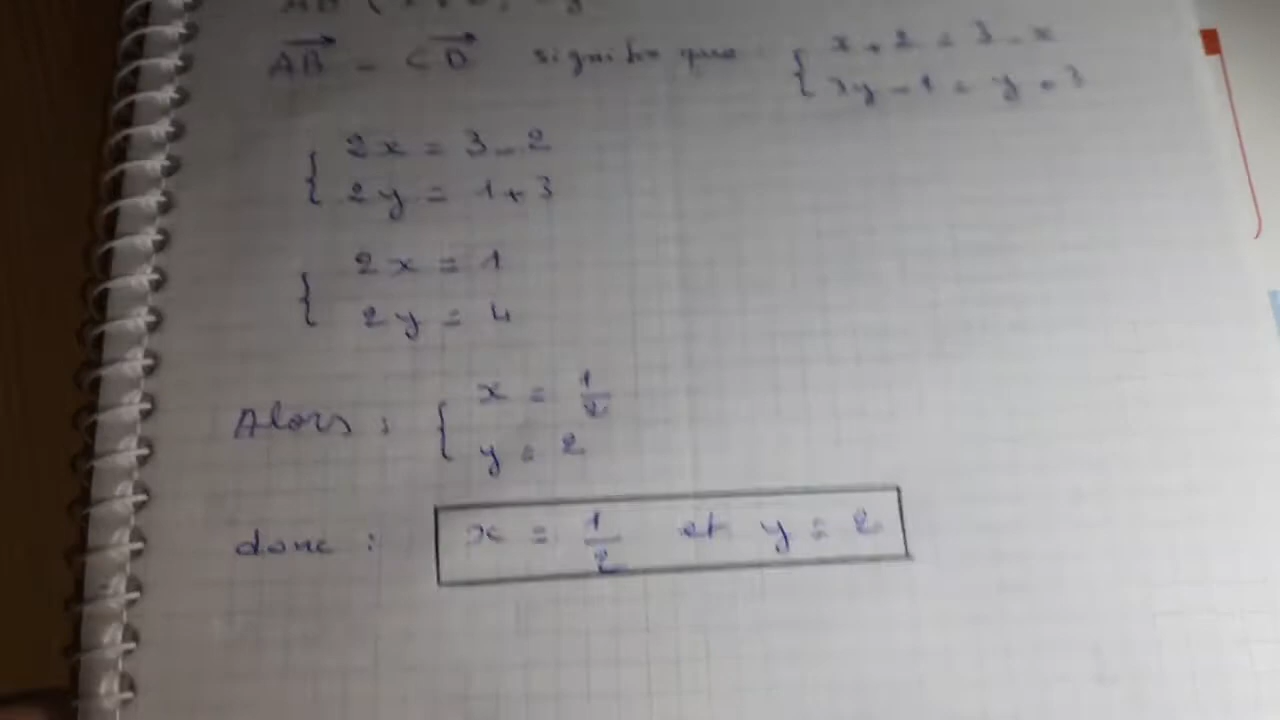 AB
→AB = →CD signifie que { x + 2 = 3 - x
3y - 1 = y + 3
{ 2x = 3 - 2
2y = 1 + 3
{ 2x = 1
2y = 4
Alors : { x = 1/2
y = 2
donc : x = 1/2 et y = 2